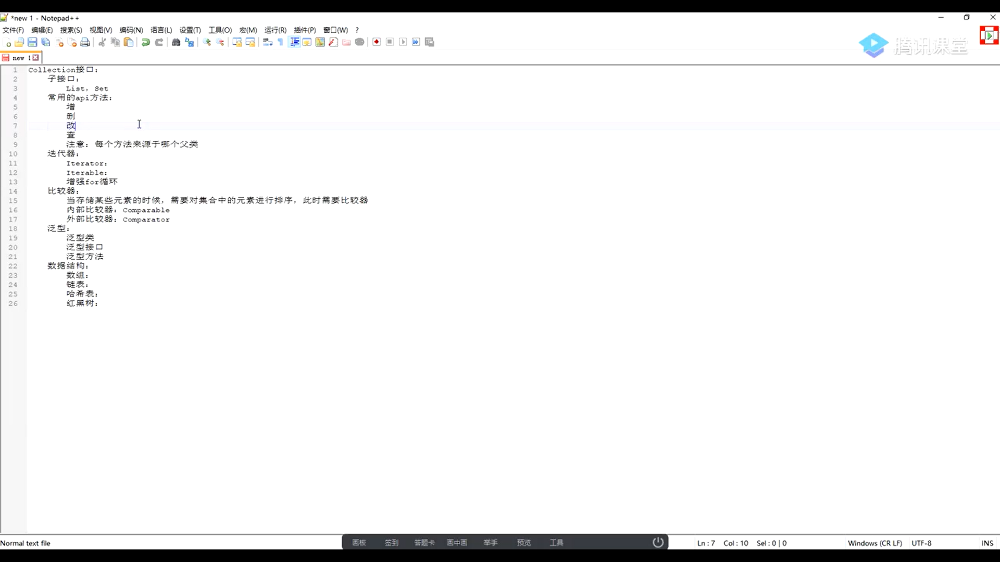 *new 1 - Notepad++
文件(F) 编辑(E) 搜索(S) 视图(V) 编码(N) 语言(L) 设置(T) 工具(O) 宏(M) 运行(R) 插件(P) 窗口(W) ?
腾讯课堂
new 1
1 Collection接口:
2 子接口:
3 List, Set
4 常用的api方法:
5 增
6 删
7 改
8 查
9 注意: 每个方法来源于哪个父类
10 迭代器:
11 Iterator:
12 Iterable:
13 增强for循环
14 比较器:
15 当存储某些元素的时候, 需要对集合中的元素进行排序, 此时需要比较器
16 内部比较器: Comparable
17 外部比较器: Comparator
18 泛型:
19 泛型类
20 泛型接口
21 泛型方法
22 数据结构:
23 数组:
24 链表:
25 哈希表:
26 红黑树:
Normal text file
画板 签到 答题卡 画中画 举手 预览 工具
Ln : 7 Col : 10 Sel : 0 | 0
Windows (CR LF) UTF-8 INS